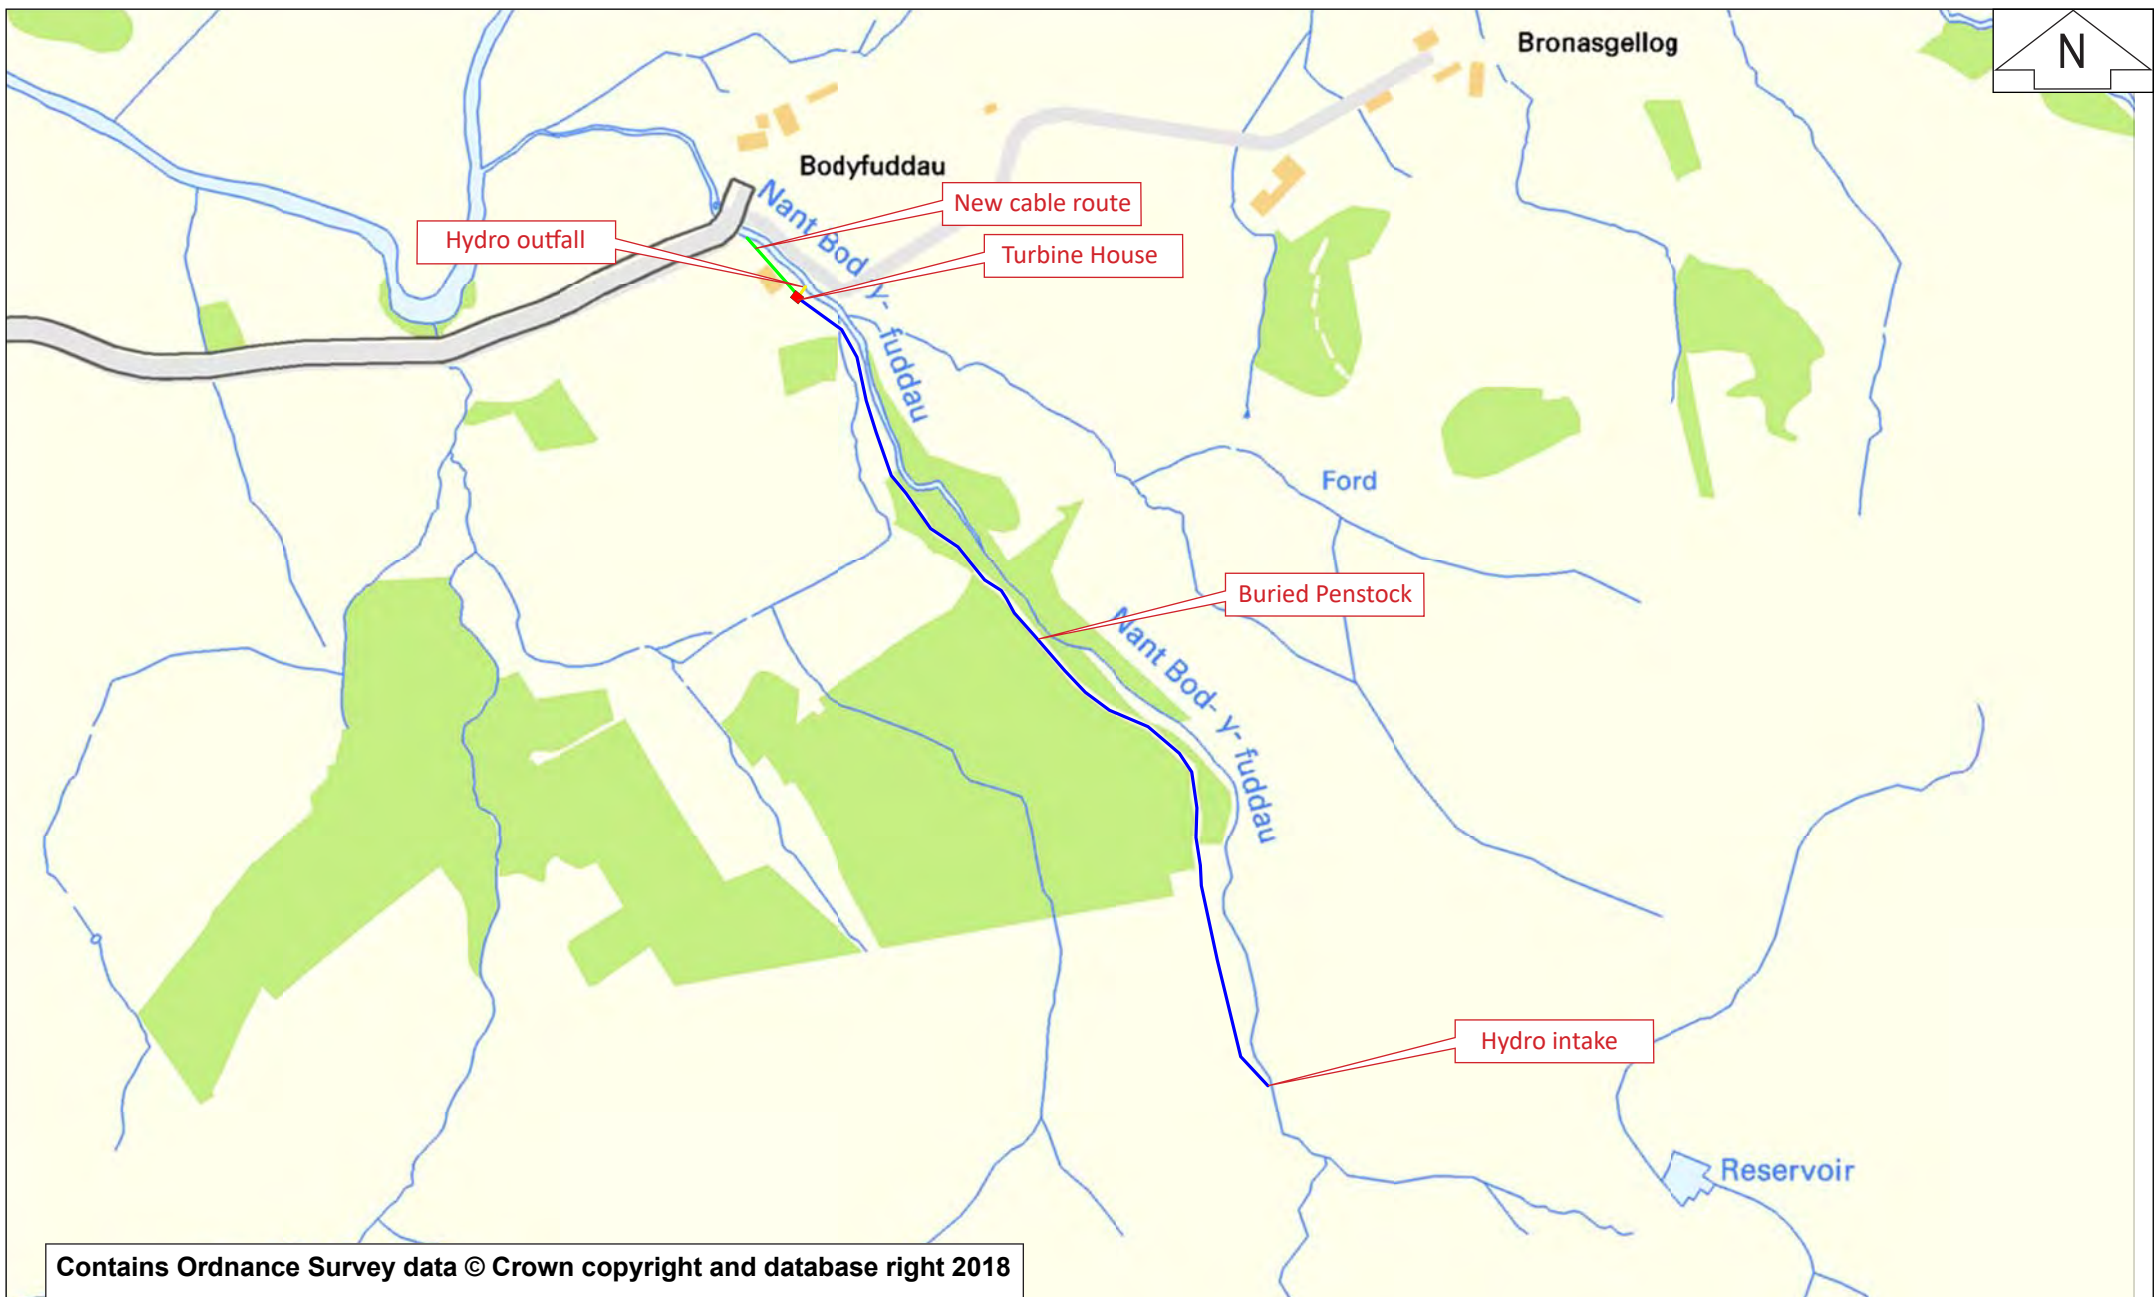 Bronasgellog
N
Bodyfuddau
New cable route
Hydro outfall
Turbine House
Nant Bod y- fuddau
Ford
Buried Penstock
Nant Bod- y- fuddau
Hydro intake
Reservoir
Contains Ordnance Survey data © Crown copyright and database right 2018